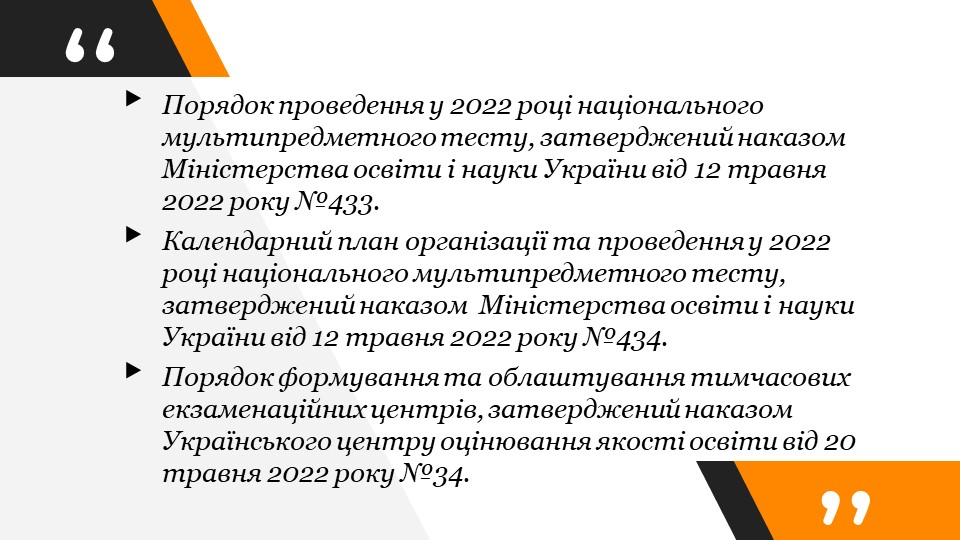 “
Порядок проведення у 2022 році національного
мультипредметного тесту, затверджений наказом
Міністерства освіти і науки України від 12 травня
2022 року №433.
Календарний план організації та проведення у 2022
році національного мультипредметного тесту,
затверджений наказом Міністерства освіти і науки
України від 12 травня 2022 року №434.
Порядок формування та облаштування тимчасових
екзаменаційних центрів, затверджений наказом
Українського центру оцінювання якості освіти від 20
травня 2022 року №34.
”